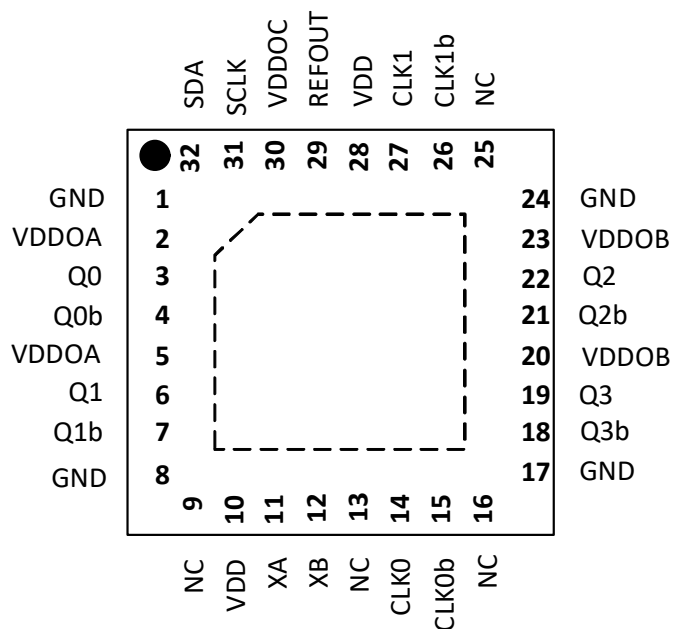 SDA SCLK VDDOC REFOUT VDD CLK1 CLK1b NC
32 31 30 29 28 27 26 25
GND 1 24 GND
VDDOA 2 23 VDDOB
Q0 3 22 Q2
Q0b 4 21 Q2b
VDDOA 5 20 VDDOB
Q1 6 19 Q3
Q1b 7 18 Q3b
GND 8 17 GND
9 10 11 12 13 14 15 16
NC VDD XA XB NC CLK0 CLK0b NC